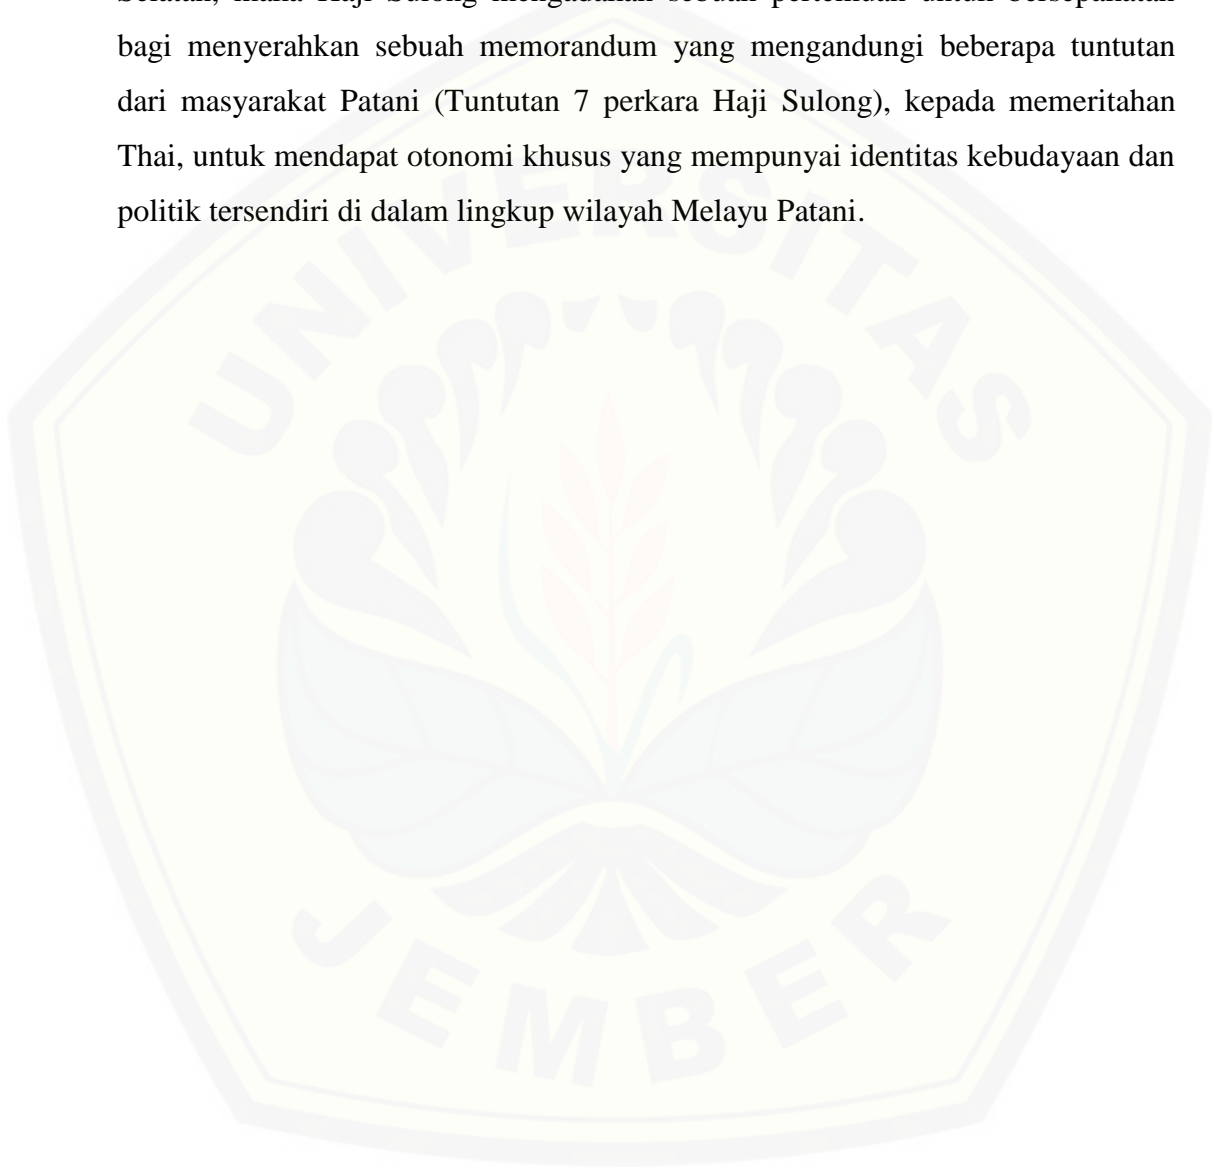 bagi menyerahkan sebuah memorandum yang mengandungi beberapa tuntutan
dari masyarakat Patani (Tuntutan 7 perkara Haji Sulong), kepada memeritahan
Thai, untuk mendapat otonomi khusus yang mempunyai identitas kebudayaan dan
politik tersendiri di dalam lingkup wilayah Melayu Patani.
UNIVERSITAS
JEMBER